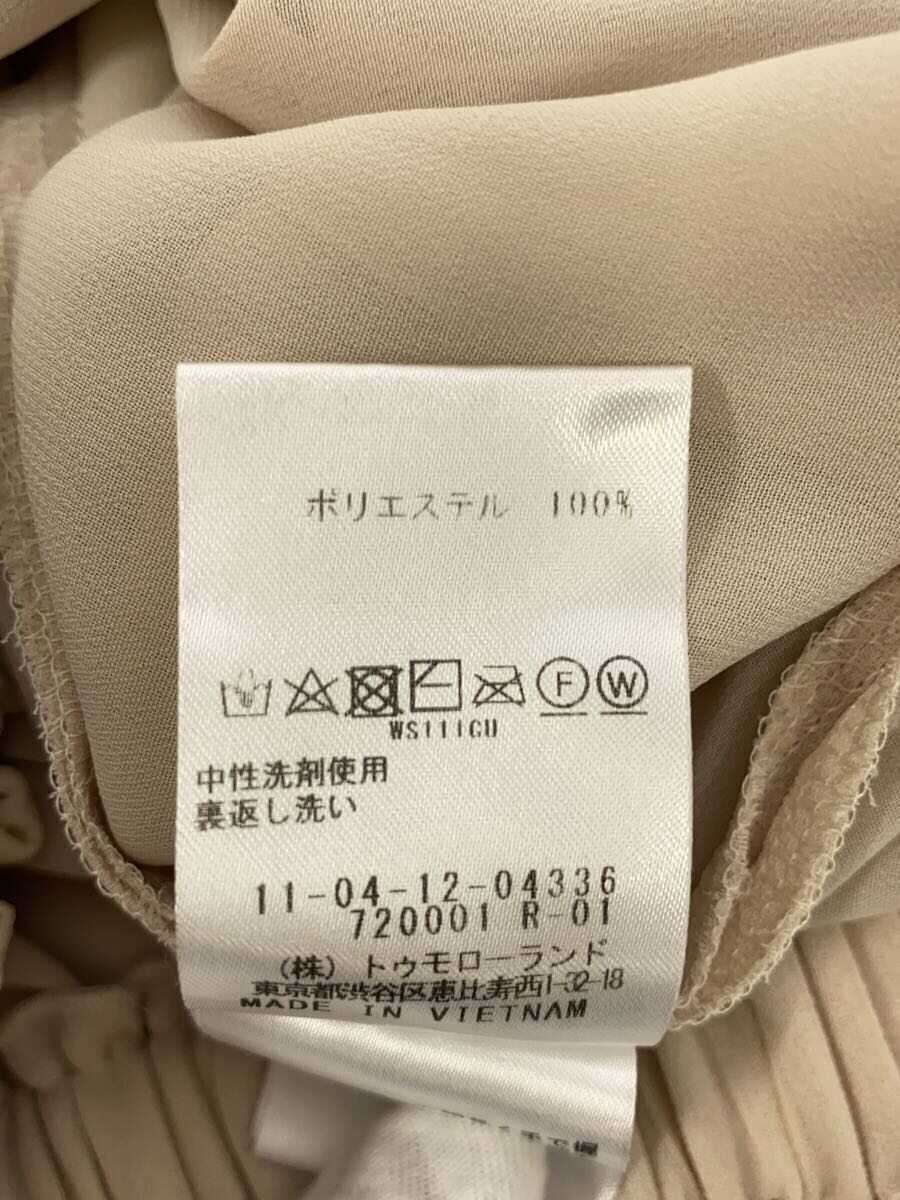 ポリエステル 100%
F W
WS111CU
中性洗剤使用
裏返し洗い
11-04-12-04336
720001 R-01
(株) トゥモローランド
東京都渋谷区恵比寿西1-32-18
MADE IN VIETNAM